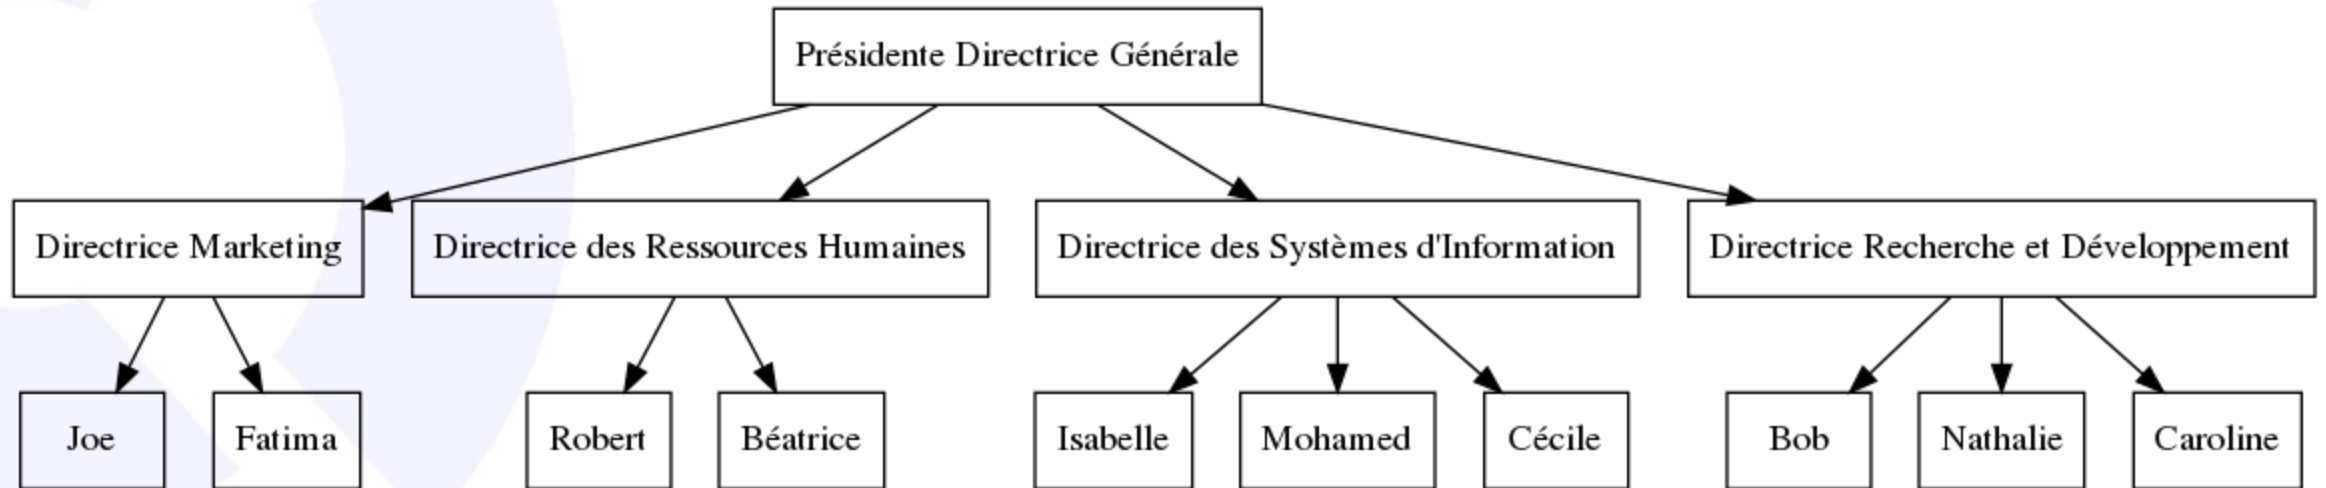 Présidente Directrice Générale
Directrice Marketing
Directrice des Ressources Humaines
Directrice des Systèmes d'Information
Directrice Recherche et Développement
Joe
Fatima
Robert
Béatrice
Isabelle
Mohamed
Cécile
Bob
Nathalie
Caroline